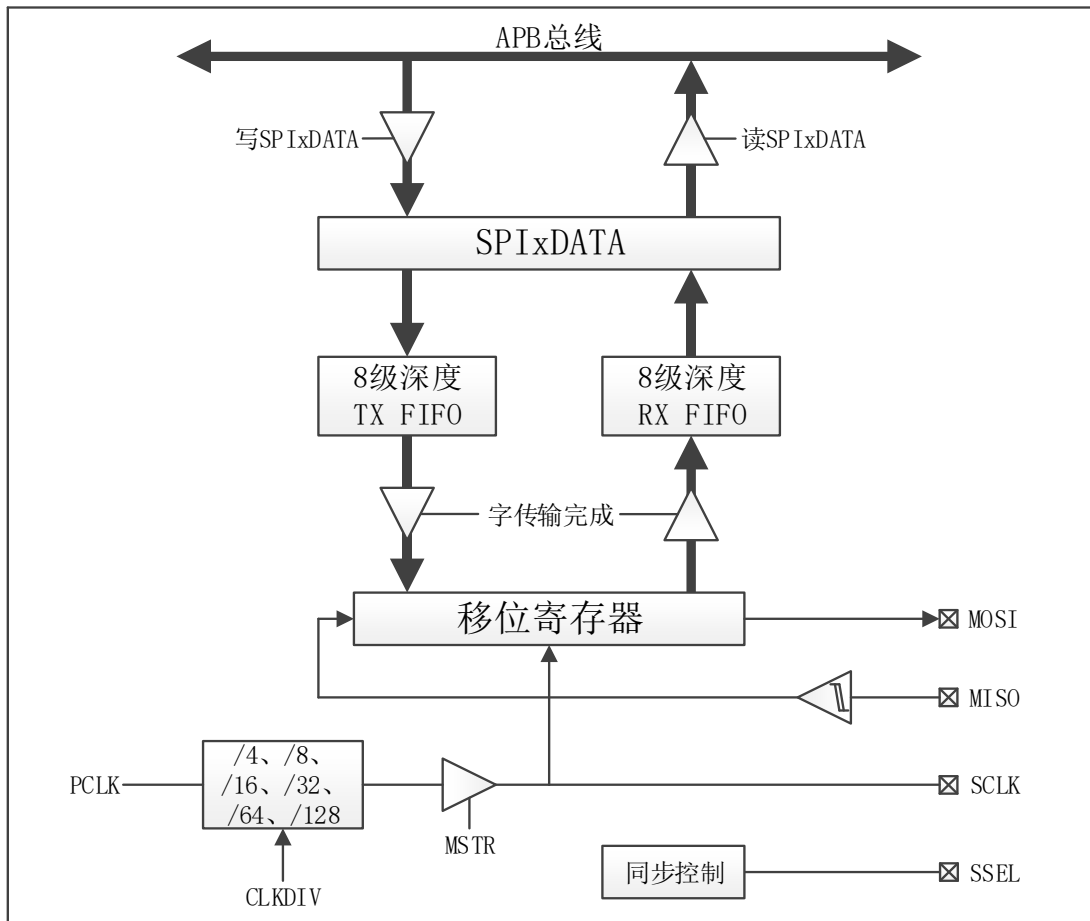 APB总线
写SPIxDATA
读SPIxDATA
SPIxDATA
8级深度
TX FIFO
8级深度
RX FIFO
字传输完成
移位寄存器
MOSI
MISO
PCLK
/4、/8、
/16、/32、
/64、/128
SCLK
MSTR
CLKDIV
同步控制
SSEL